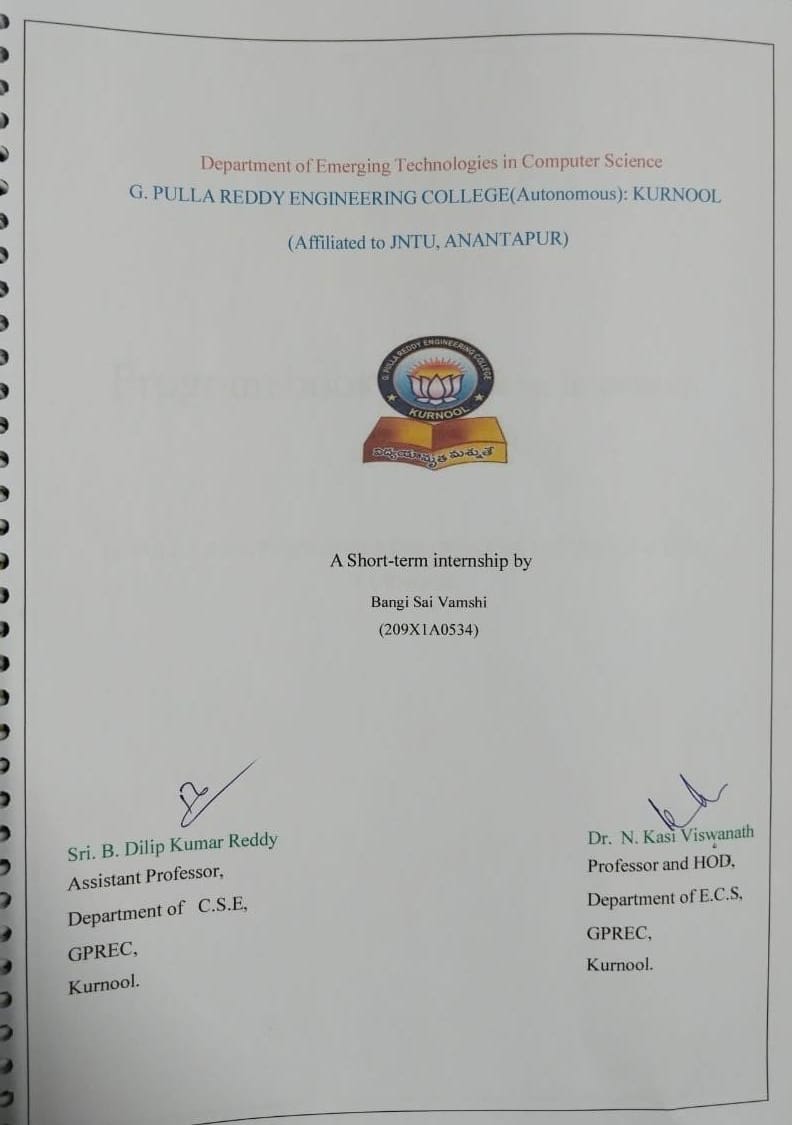 Department of Emerging Technologies in Computer Science
G. PULLA REDDY ENGINEERING COLLEGE(Autonomous): KURNOOL
(Affiliated to JNTU, ANANTAPUR)
G. PULLA REDDY ENGINEERING COLLEGE
KURNOOL
విద్యయామృత మశ్నుతే
A Short-term internship by
Bangi Sai Vamshi
(209X1A0534)
Sri. B. Dilip Kumar Reddy
Assistant Professor,
Department of C.S.E,
GPREC,
Kurnool.
Dr. N. Kasi Viswanath
Professor and HOD,
Department of E.C.S,
GPREC,
Kurnool.